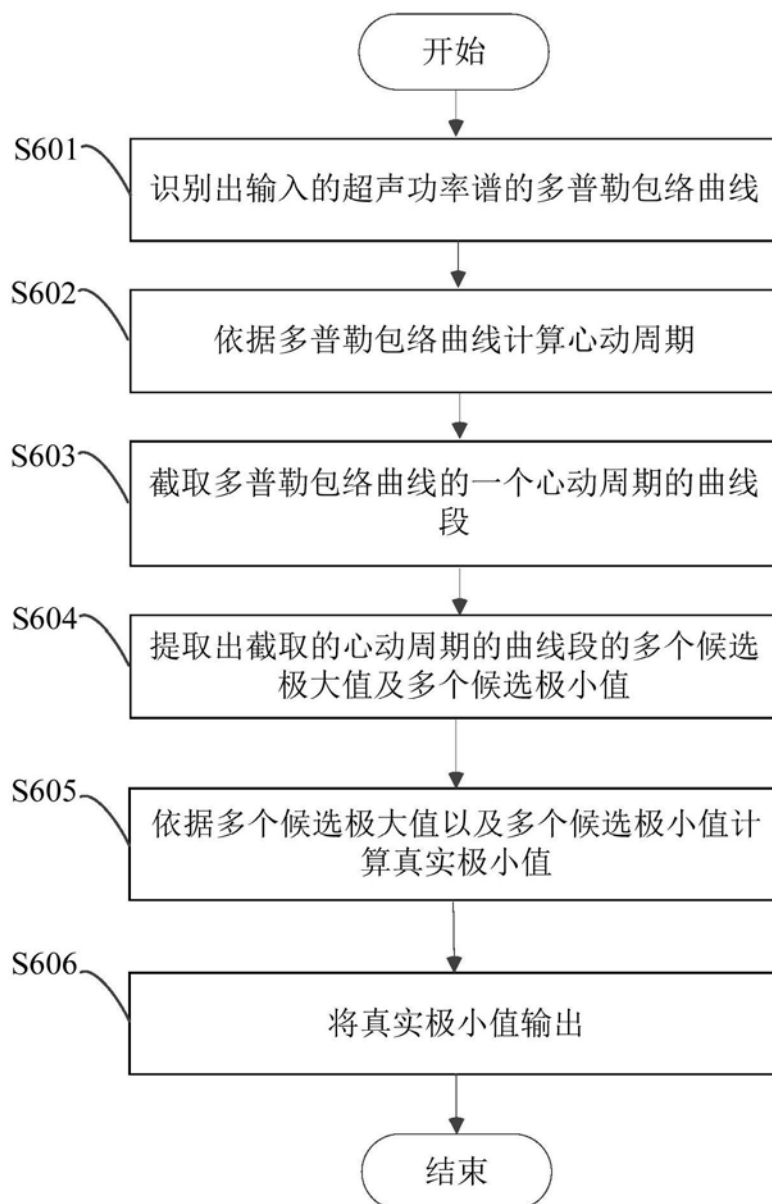 开始
S601
识别出输入的超声功率谱的多普勒包络曲线
S602
依据多普勒包络曲线计算心动周期
S603
截取多普勒包络曲线的一个心动周期的曲线
段
S604
提取出截取的心动周期的曲线段的多个候选
极大值及多个候选极小值
S605
依据多个候选极大值以及多个候选极小值计
算真实极小值
S606
将真实极小值输出
结束